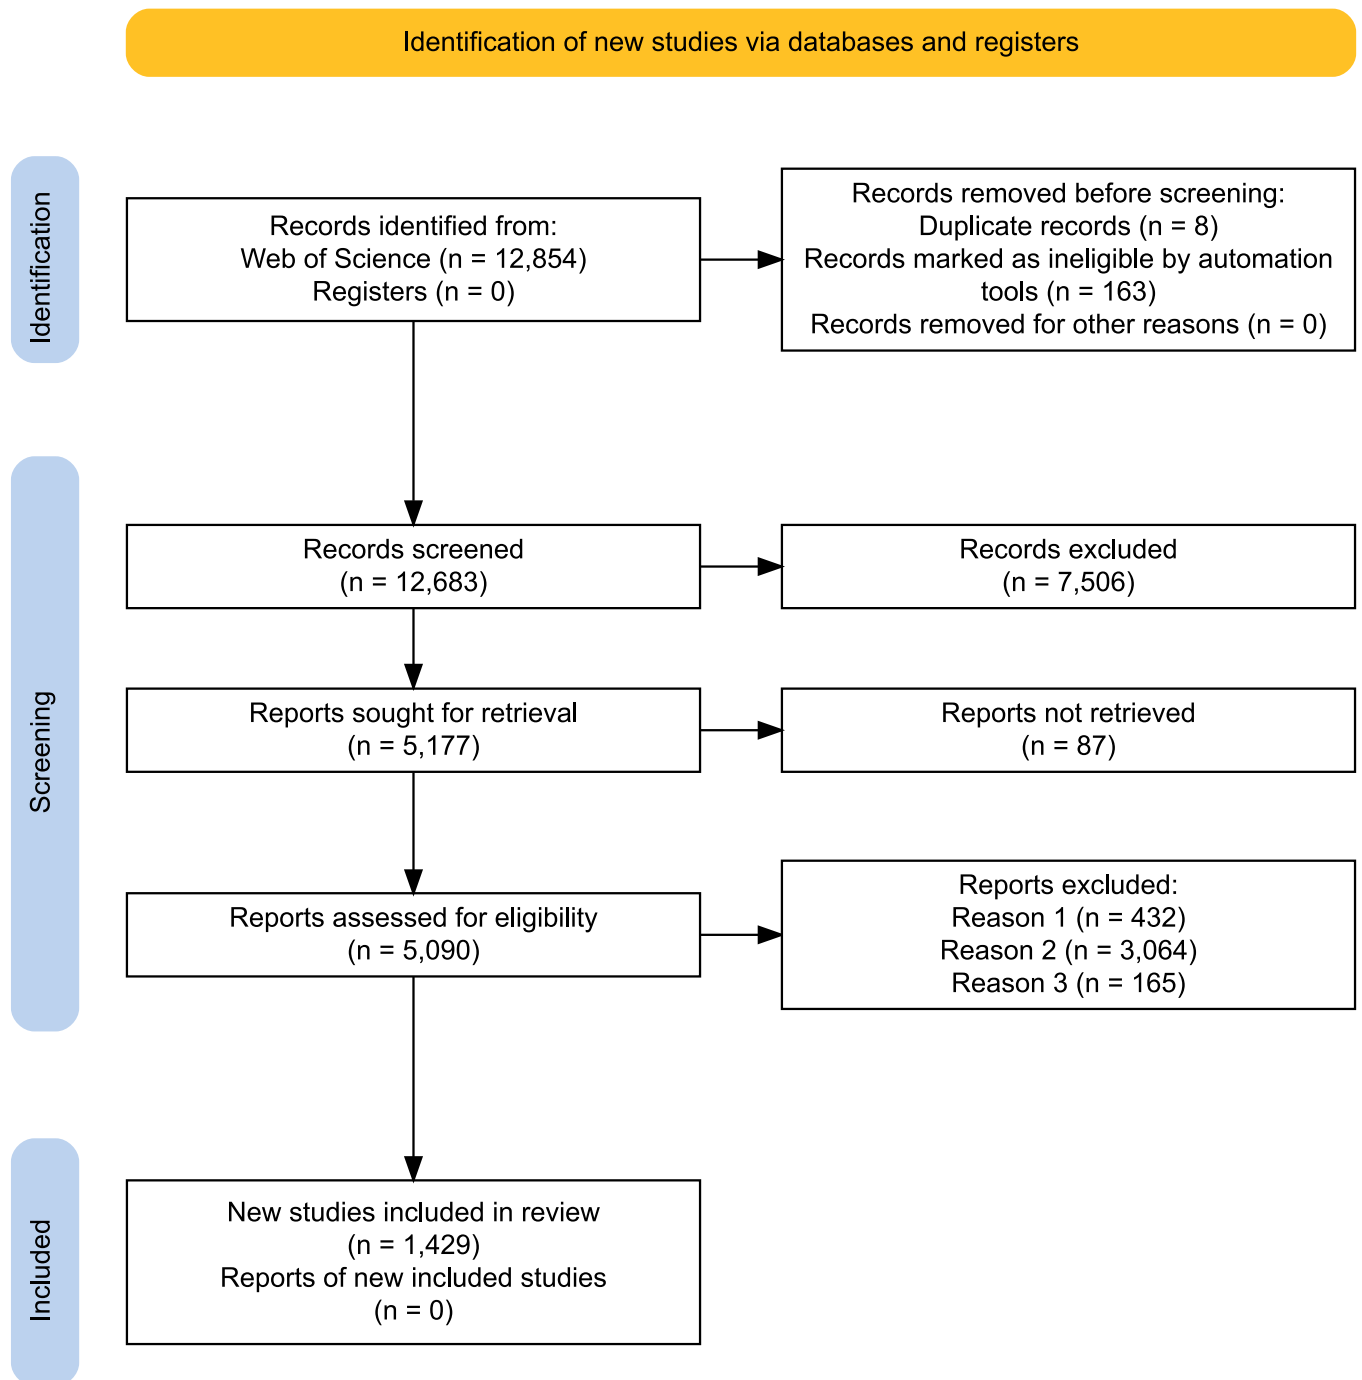 Identification of new studies via databases and registers
Identification
Records identified from:
Web of Science (n = 12,854)
Registers (n = 0)
Records removed before screening:
Duplicate records (n = 8)
Records marked as ineligible by automation
tools (n = 163)
Records removed for other reasons (n = 0)
Screening
Records screened
(n = 12,683)
Records excluded
(n = 7,506)
Reports sought for retrieval
(n = 5,177)
Reports not retrieved
(n = 87)
Reports assessed for eligibility
(n = 5,090)
Reports excluded:
Reason 1 (n = 432)
Reason 2 (n = 3,064)
Reason 3 (n = 165)
Included
New studies included in review
(n = 1,429)
Reports of new included studies
(n = 0)